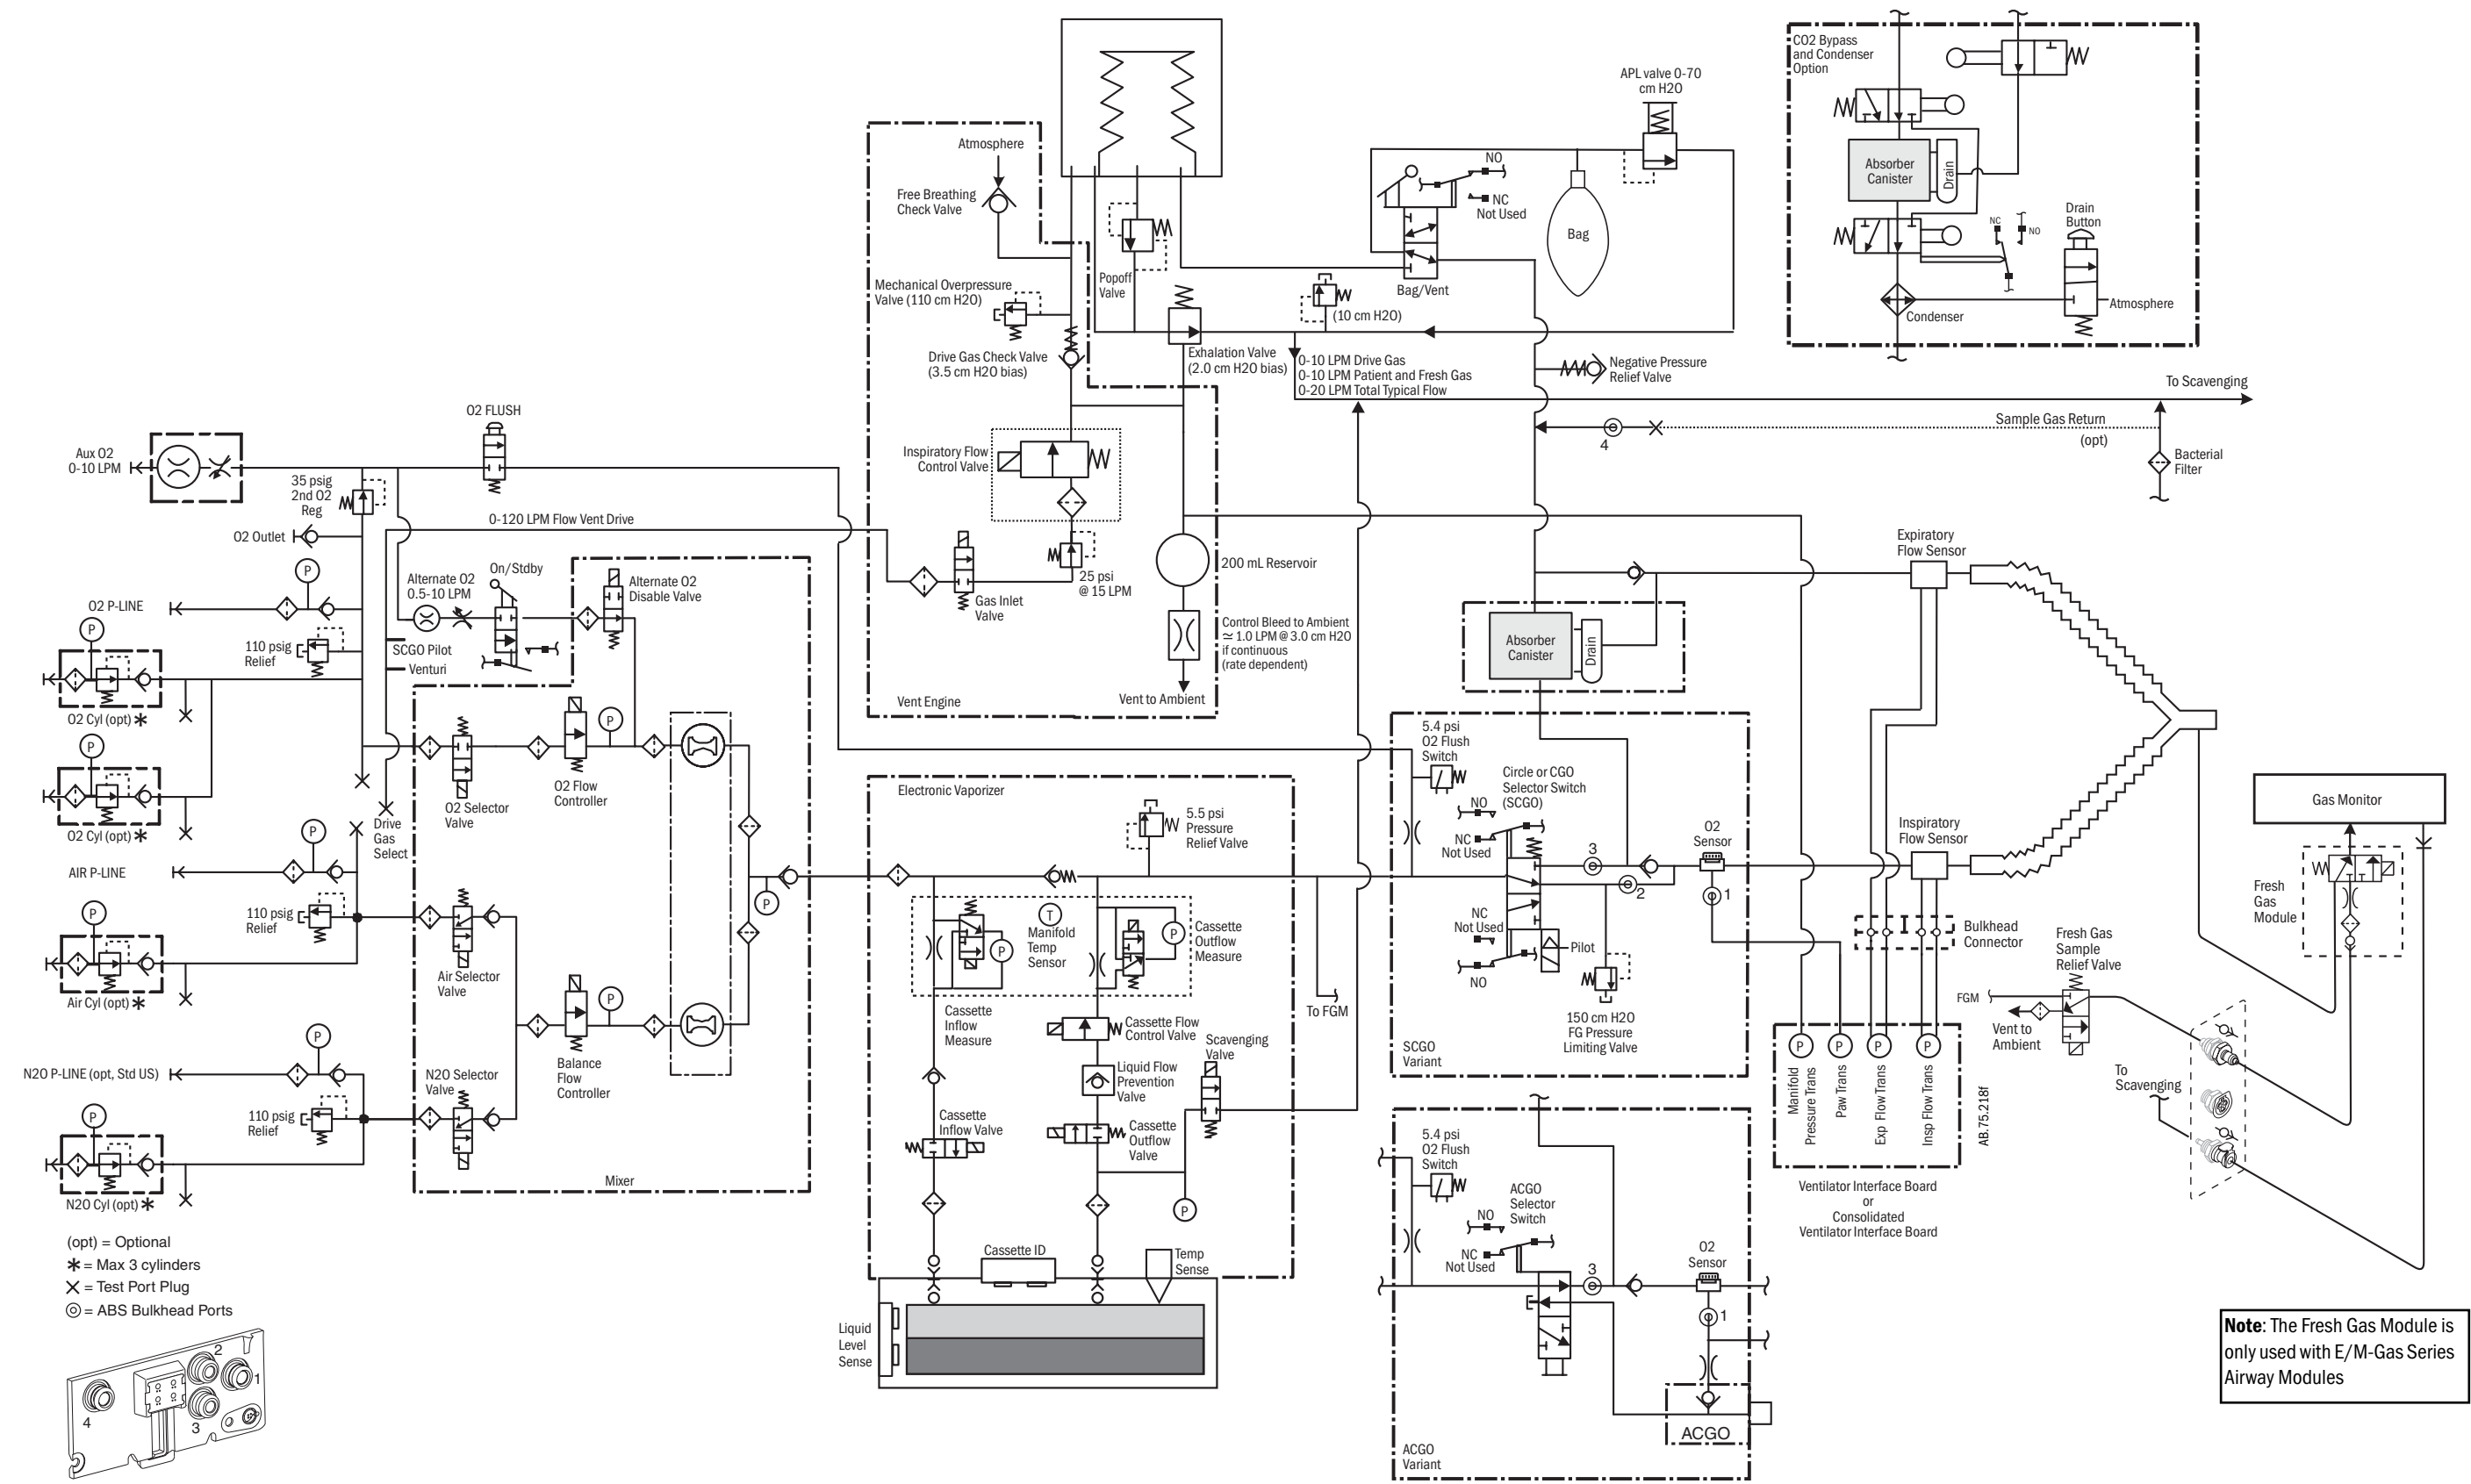 CO2 Bypass
and Condenser
Option
Absorber
Canister
Drain
NC
NO
Drain
Button
Condenser
Atmosphere
APL valve 0-70
cm H2O
NO
NC
Not Used
Bag
Bag/Vent
(10 cm H2O)
Atmosphere
Free Breathing
Check Valve
Mechanical Overpressure
Valve (110 cm H2O)
Popoff
Valve
Drive Gas Check Valve
(3.5 cm H2O bias)
Exhalation Valve
(2.0 cm H2O bias)
0-10 LPM Drive Gas
0-10 LPM Patient and Fresh Gas
0-20 LPM Total Typical Flow
Negative Pressure
Relief Valve
To Scavenging
Sample Gas Return
(opt)
4
Bacterial
Filter
Inspiratory Flow
Control Valve
25 psi
@ 15 LPM
Gas Inlet
Valve
200 mL Reservoir
Control Bleed to Ambient
≃ 1.0 LPM @ 3.0 cm H2O
if continuous
(rate dependent)
Vent to Ambient
Vent Engine
O2 FLUSH
Aux O2
0-10 LPM
35 psig
2nd O2
Reg
O2 Outlet
0-120 LPM Flow Vent Drive
P
O2 P-LINE
P
110 psig
Relief
O2 Cyl (opt) *
P
O2 Cyl (opt) *
Alternate O2
0.5-10 LPM
On/Stdby
Alternate O2
Disable Valve
SCGO Pilot
Venturi
Drive
Gas
Select
O2 Selector
Valve
P
O2 Flow
Controller
P
AIR P-LINE
P
110 psig
Relief
Air Cyl (opt) *
Air Selector
Valve
P
Balance
Flow
Controller
P
N2O P-LINE (opt, Std US)
P
110 psig
Relief
N2O Cyl (opt) *
N2O Selector
Valve
Mixer
P
(opt) = Optional
* = Max 3 cylinders
X = Test Port Plug
◎ = ABS Bulkhead Ports
1
2
3
4
Electronic Vaporizer
5.5 psi
Pressure
Relief Valve
T
Manifold
Temp
Sensor
P
P
Cassette
Outflow
Measure
Cassette
Inflow
Measure
Cassette Flow
Control Valve
Liquid Flow
Prevention
Valve
Scavenging
Valve
Cassette
Inflow Valve
Cassette
Outflow
Valve
P
To FGM
Cassette ID
Temp
Sense
Liquid
Level
Sense
Absorber
Canister
Drain
5.4 psi
O2 Flush
Switch
Circle or CGO
Selector Switch
(SCGO)
NO
NC
Not Used
NC
Not Used
NO
Pilot
3
2
O2
Sensor
1
150 cm H2O
FG Pressure
Limiting Valve
SCGO
Variant
5.4 psi
O2 Flush
Switch
ACGO
Selector
Switch
NO
NC
Not Used
3
O2
Sensor
1
ACGO
ACGO
Variant
Expiratory
Flow Sensor
Inspiratory
Flow Sensor
Bulkhead
Connector
P
P
P
P
Manifold
Pressure Trans
Paw Trans
Exp Flow Trans
Insp Flow Trans
AB.75.218f
Ventilator Interface Board
or
Consolidated
Ventilator Interface Board
Gas Monitor
Fresh
Gas
Module
Fresh Gas
Sample
Relief Valve
FGM
Vent to
Ambient
To
Scavenging
Note: The Fresh Gas Module is
only used with E/M-Gas Series
Airway Modules